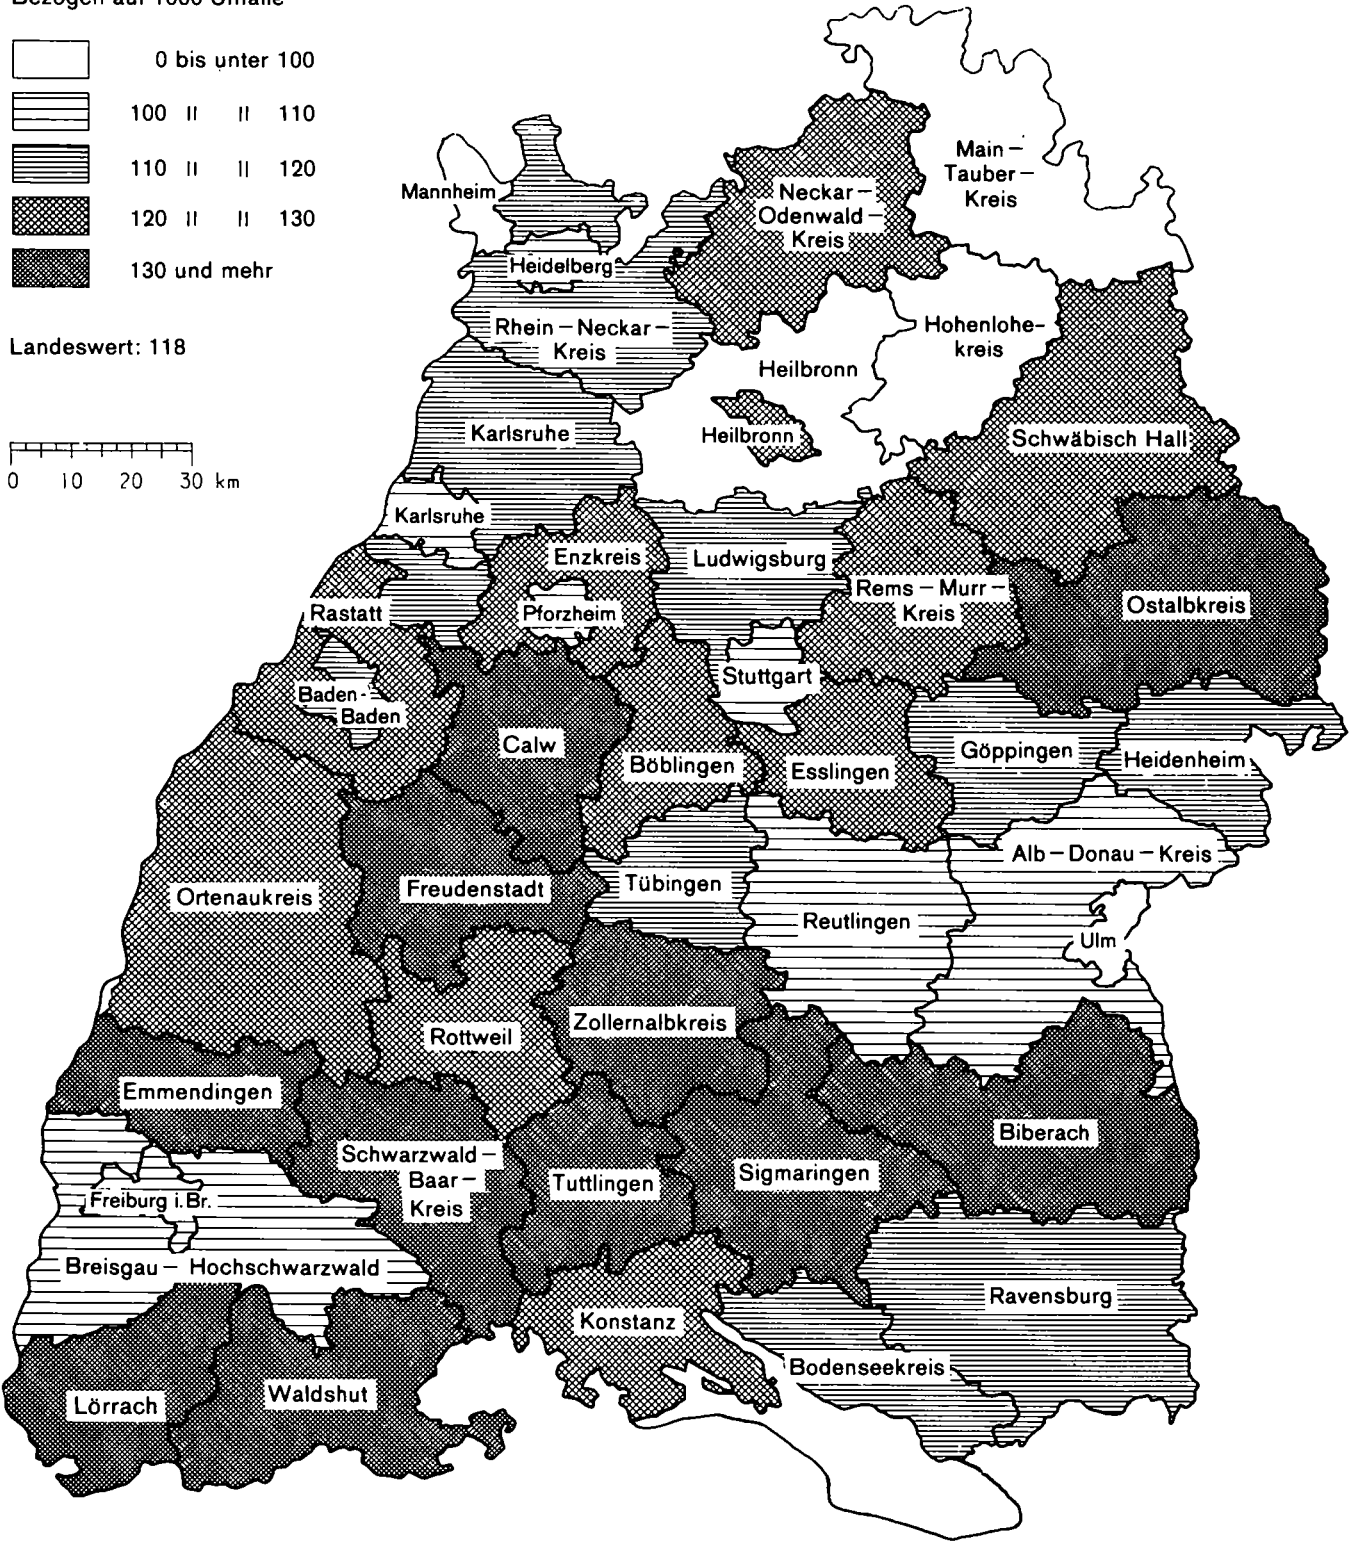 Bezogen auf 1000 Unfälle
0 bis unter 100
100 " " 110
110 " " 120
120 " " 130
130 und mehr
Landeswert: 118
0 10 20 30 km
Main–
Tauber–
Kreis
Mannheim
Neckar–
Odenwald–
Kreis
Heidelberg
Rhein–Neckar–
Kreis
Hohenlohe-
kreis
Heilbronn
Karlsruhe
Heilbronn
Schwäbisch Hall
Karlsruhe
Enzkreis
Ludwigsburg
Rems–Murr–
Kreis
Ostalbkreis
Rastatt
Pforzheim
Stuttgart
Baden-
Baden
Calw
Böblingen
Esslingen
Göppingen
Heidenheim
Alb–Donau–Kreis
Ortenaukreis
Freudenstadt
Tübingen
Reutlingen
Ulm
Rottweil
Zollernalbkreis
Emmendingen
Biberach
Schwarzwald–
Baar–
Kreis
Tuttlingen
Sigmaringen
Freiburg i.Br.
Breisgau–Hochschwarzwald
Ravensburg
Konstanz
Bodenseekreis
Lörrach
Waldshut